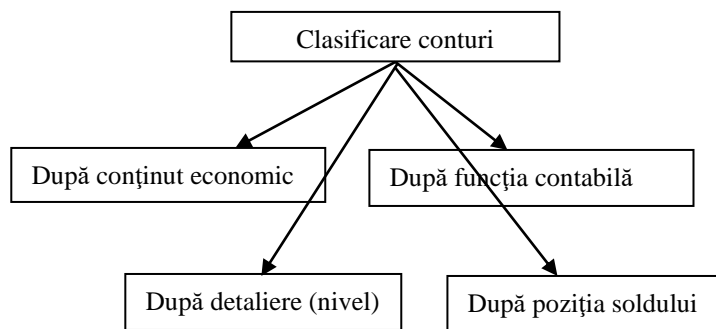 Clasificare conturi
După conţinut economic
După funcţia contabilă
După detaliere (nivel)
După poziţia soldului